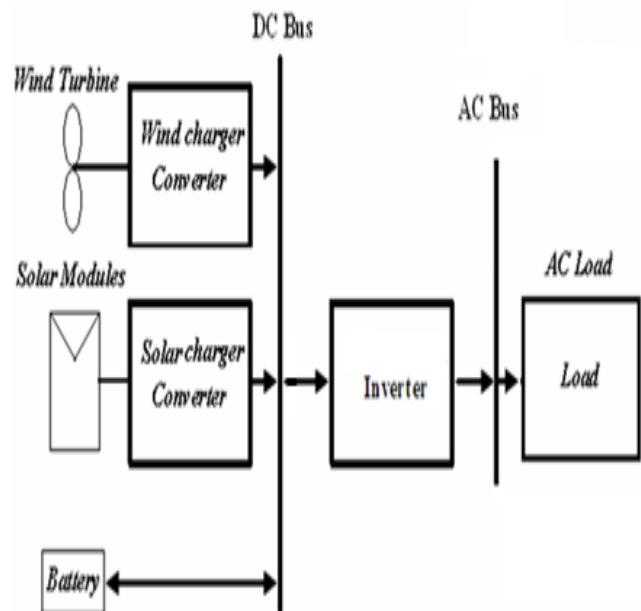 DC Bus
Wind Turbine
Wind charger
Converter
AC Bus
Solar Modules
AC Load
Solar charger
Converter
Inverter
Load
Battery